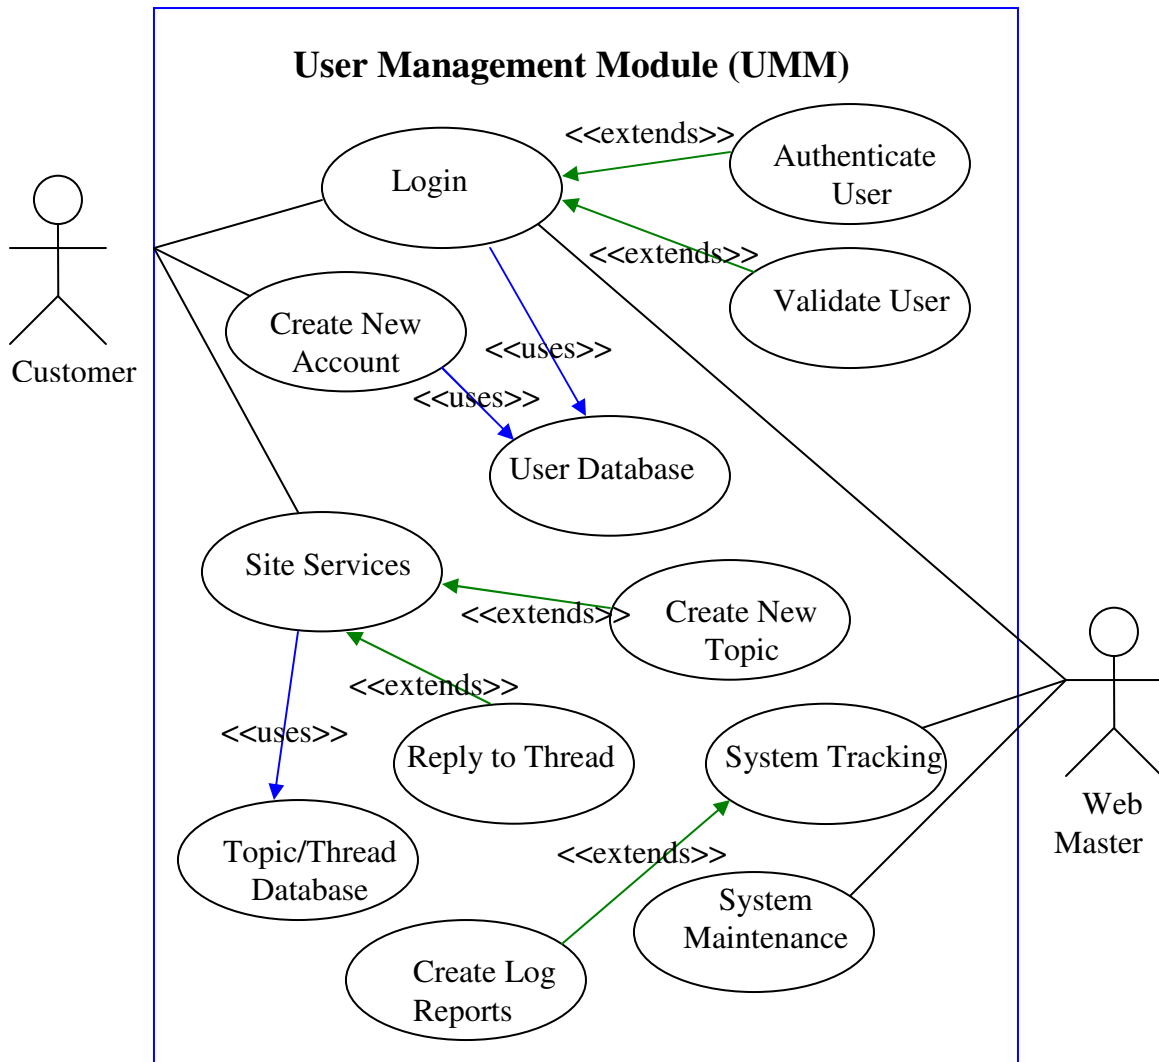 User Management Module (UMM)
<<extends>>
Authenticate
User
Login
<<extends>>
Validate User
Create New
Account
<<uses>>
Customer
<<uses>>
User Database
Site Services
<<extends>>
Create New
Topic
<<extends>>
<<uses>>
Reply to Thread
System Tracking
Web
Master
Topic/Thread
Database
<<extends>>
System
Maintenance
Create Log
Reports